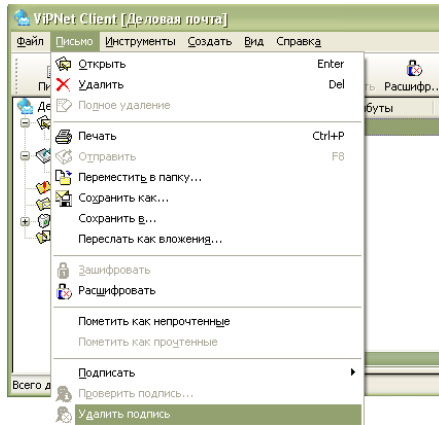 ViPNet Client [Деловая почта]
Файл Письмо Инструменты Создать Вид Справка
Открыть Enter
Удалить Del
Расшифр...
Полное удаление
буты
Печать Ctrl+P
Отправить F8
Переместить в папку...
Сохранить как...
Сохранить в...
Переслать как вложения...
Зашифровать
Расшифровать
Пометить как непрочтенные
Пометить как прочтенные
Подписать
Всего д
Проверить подпись...
Удалить подпись